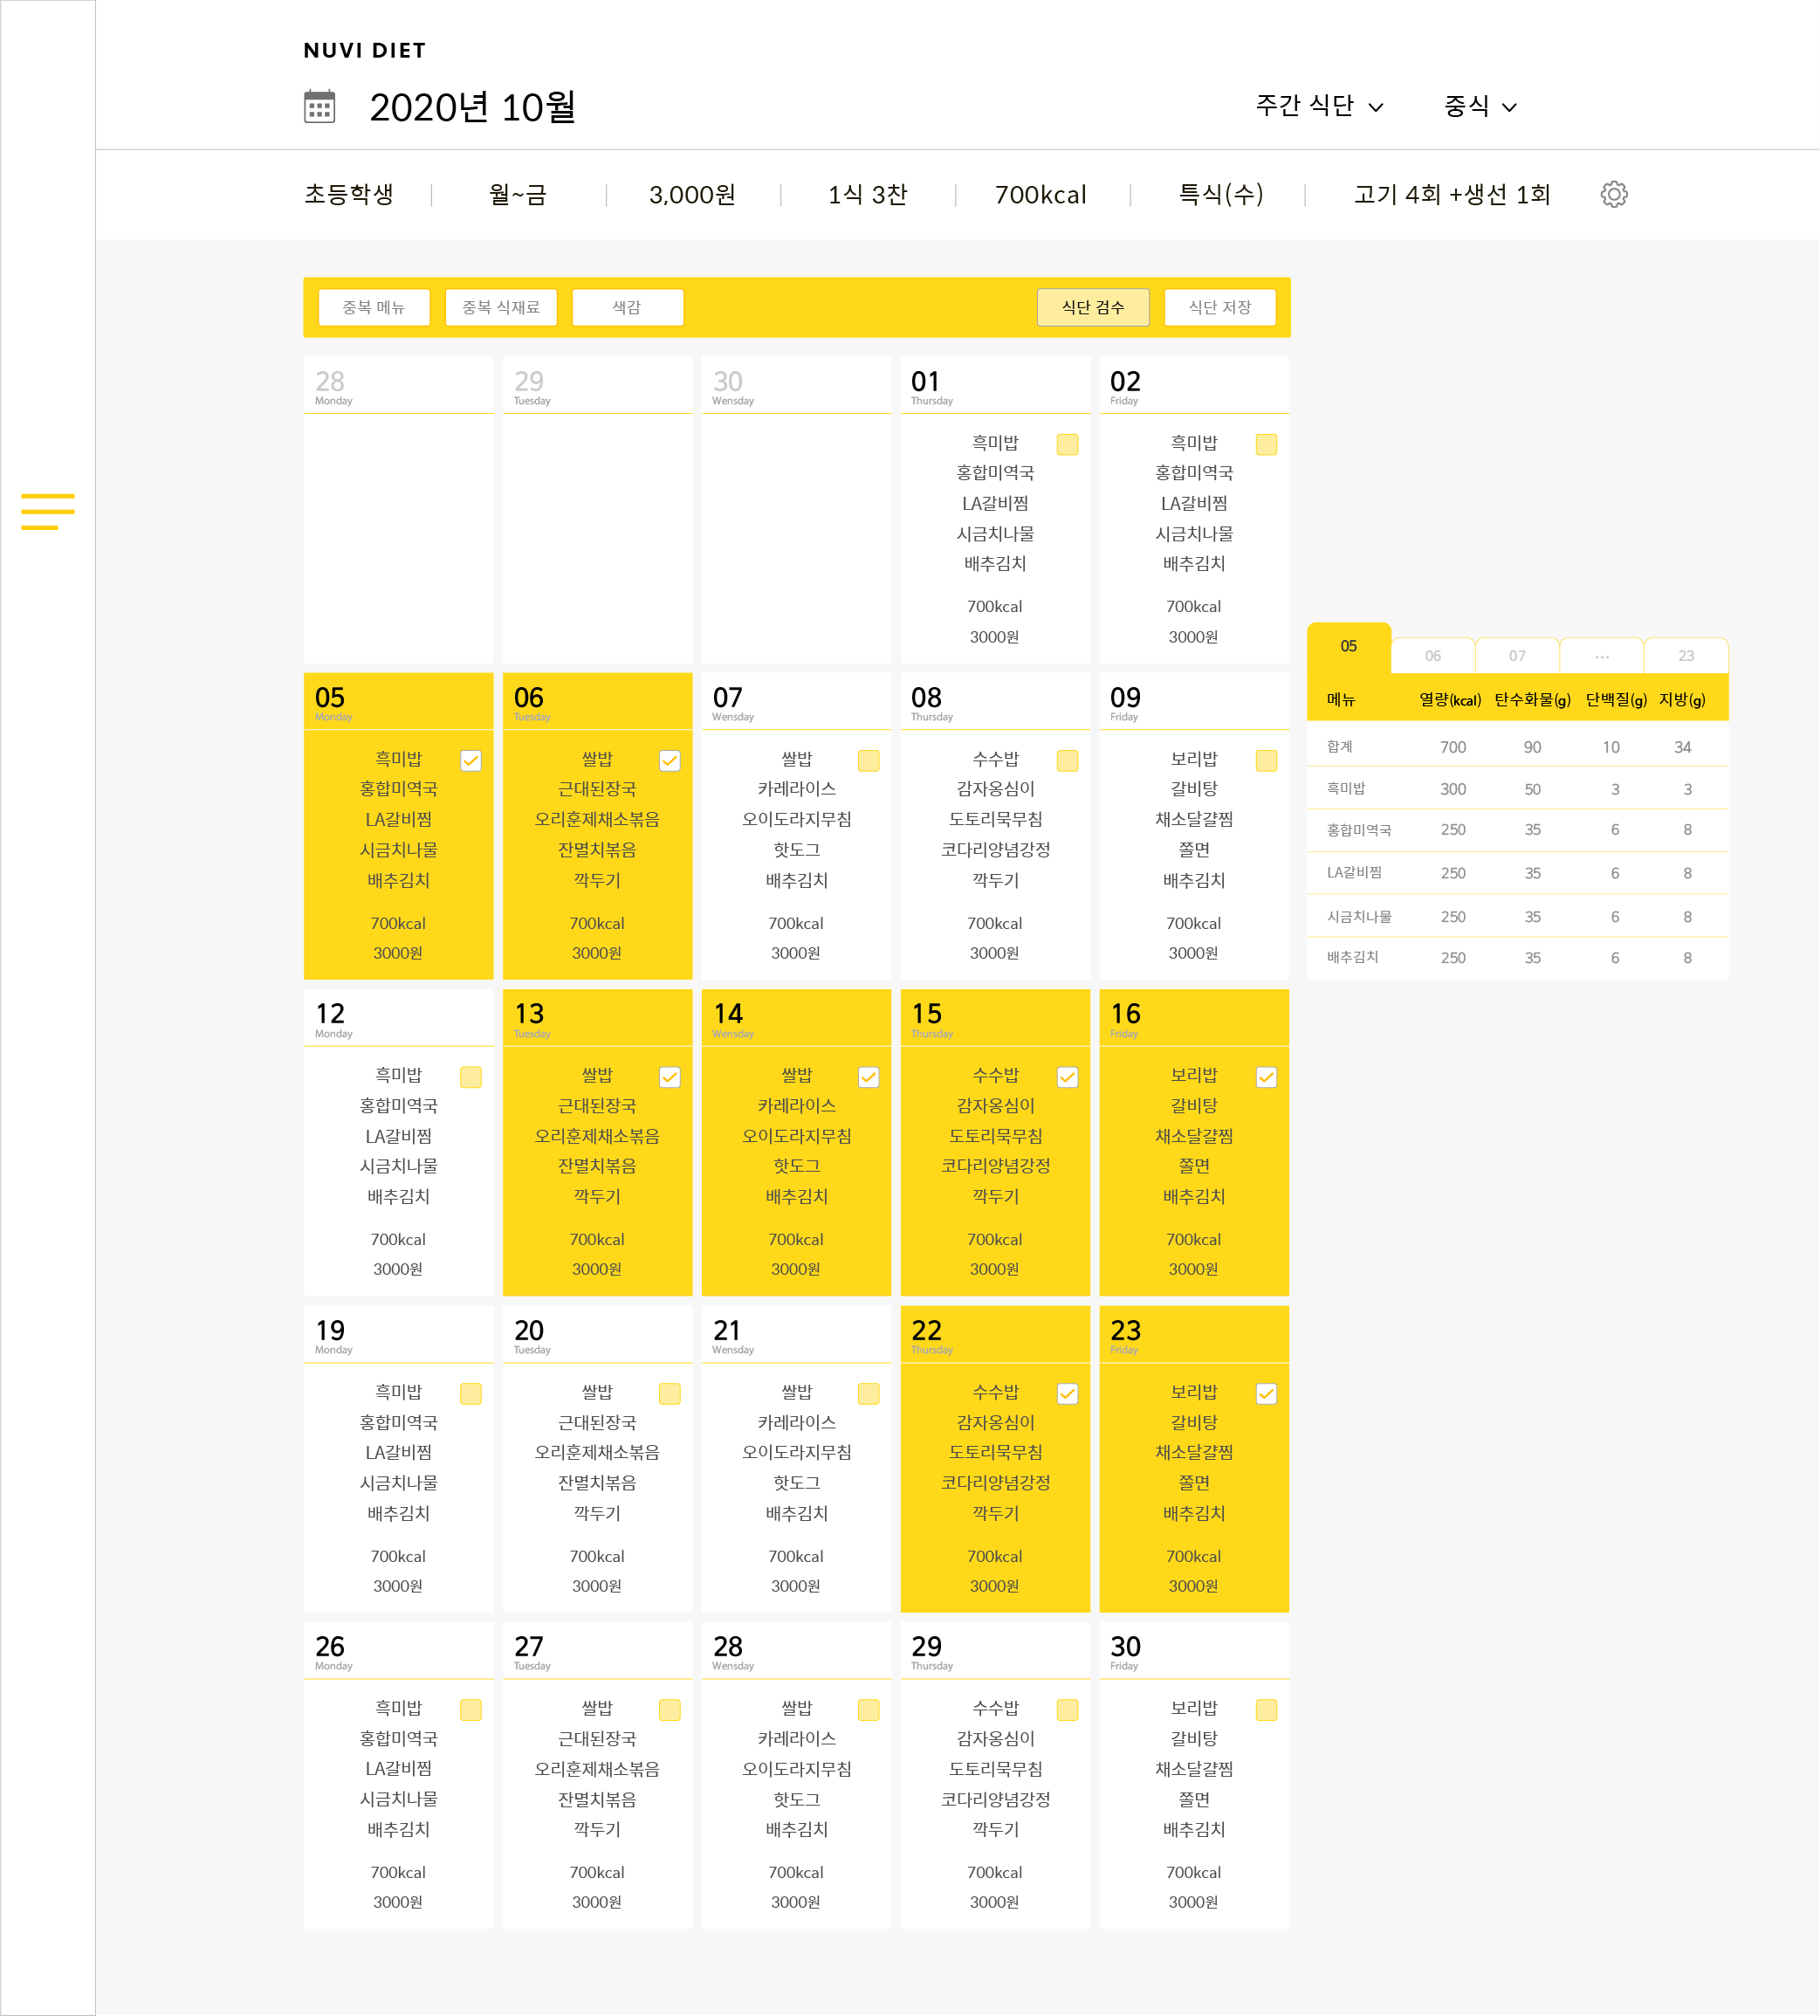 NUVI DIET
2020년 10월
주간 식단
중식
초등학생
월~금
3,000원
1식 3찬
700kcal
특식(수)
고기 4회 +생선 1회
중복 메뉴
중복 식재료
색감
식단 검수
식단 저장
28
Monday
29
Tuesday
30
Wensday
01
Thursday
흑미밥
홍합미역국
LA갈비찜
시금치나물
배추김치
700kcal
3000원
02
Friday
흑미밥
홍합미역국
LA갈비찜
시금치나물
배추김치
700kcal
3000원
05
Monday
흑미밥
홍합미역국
LA갈비찜
시금치나물
배추김치
700kcal
3000원
06
Tuesday
쌀밥
근대된장국
오리훈제채소볶음
잔멸치볶음
깍두기
700kcal
3000원
07
Wensday
쌀밥
카레라이스
오이도라지무침
핫도그
배추김치
700kcal
3000원
08
Thursday
수수밥
감자옹심이
도토리묵무침
코다리양념강정
깍두기
700kcal
3000원
09
Friday
보리밥
갈비탕
채소달걀찜
쫄면
배추김치
700kcal
3000원
12
Monday
흑미밥
홍합미역국
LA갈비찜
시금치나물
배추김치
700kcal
3000원
13
Tuesday
쌀밥
근대된장국
오리훈제채소볶음
잔멸치볶음
깍두기
700kcal
3000원
14
Wensday
쌀밥
카레라이스
오이도라지무침
핫도그
배추김치
700kcal
3000원
15
Thursday
수수밥
감자옹심이
도토리묵무침
코다리양념강정
깍두기
700kcal
3000원
16
Friday
보리밥
갈비탕
채소달걀찜
쫄면
배추김치
700kcal
3000원
19
Monday
흑미밥
홍합미역국
LA갈비찜
시금치나물
배추김치
700kcal
3000원
20
Tuesday
쌀밥
근대된장국
오리훈제채소볶음
잔멸치볶음
깍두기
700kcal
3000원
21
Wensday
쌀밥
카레라이스
오이도라지무침
핫도그
배추김치
700kcal
3000원
22
Thursday
수수밥
감자옹심이
도토리묵무침
코다리양념강정
깍두기
700kcal
3000원
23
Friday
보리밥
갈비탕
채소달걀찜
쫄면
배추김치
700kcal
3000원
26
Monday
흑미밥
홍합미역국
LA갈비찜
시금치나물
배추김치
700kcal
3000원
27
Tuesday
쌀밥
근대된장국
오리훈제채소볶음
잔멸치볶음
깍두기
700kcal
3000원
28
Wensday
쌀밥
카레라이스
오이도라지무침
핫도그
배추김치
700kcal
3000원
29
Thursday
수수밥
감자옹심이
도토리묵무침
코다리양념강정
깍두기
700kcal
3000원
30
Friday
보리밥
갈비탕
채소달걀찜
쫄면
배추김치
700kcal
3000원
05 06 07 ... 23
메뉴 열량(kcal) 탄수화물(g) 단백질(g) 지방(g)
합계 700 90 10 34
흑미밥 300 50 3 3
홍합미역국 250 35 6 8
LA갈비찜 250 35 6 8
시금치나물 250 35 6 8
배추김치 250 35 6 8